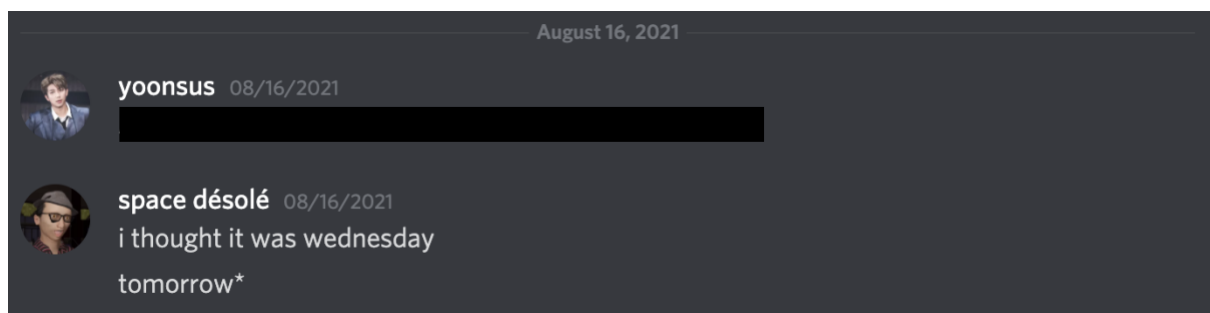 August 16, 2021
yoonsus 08/16/2021
space désolé 08/16/2021
i thought it was wednesday
tomorrow*